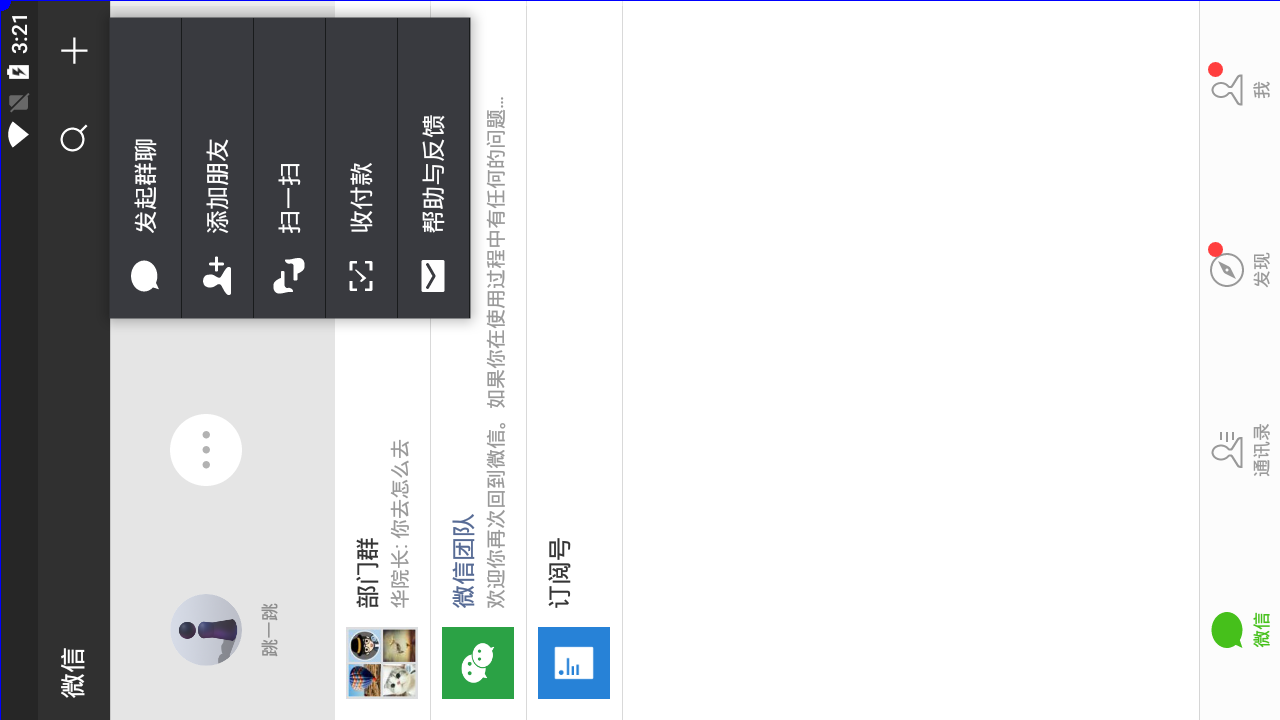 3:21
微信
发起群聊
添加朋友
扫一扫
收付款
帮助与反馈
跳一跳
部门群
华院长: 你去怎么去
微信团队
欢迎你再次回到微信。如果你在使用过程中有任何的问题...
订阅号
微信
通讯录
发现
我